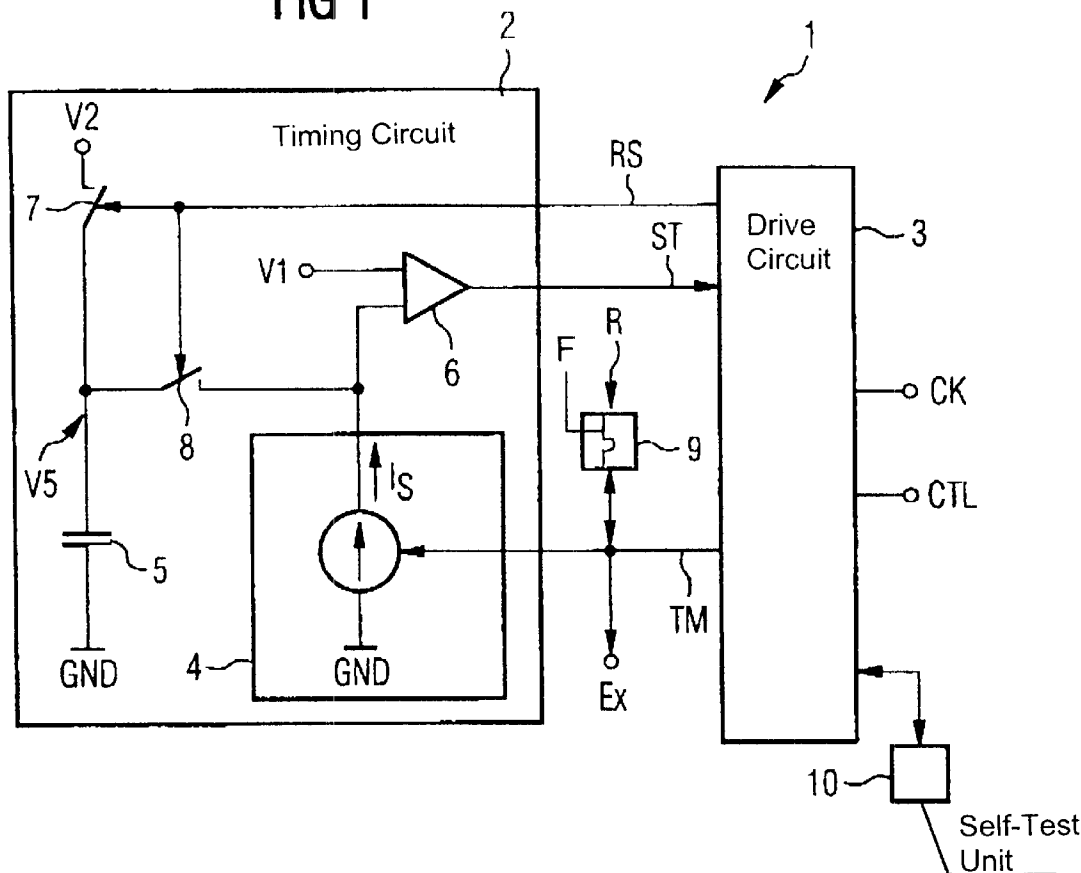 FIG 1
2
1
V2
Timing Circuit
RS
7
Drive
Circuit
3
ST
V1
R
F
6
CK
8
9
V5
IS
CTL
5
TM
GND
4
GND
Ex
10
Self-Test
Unit